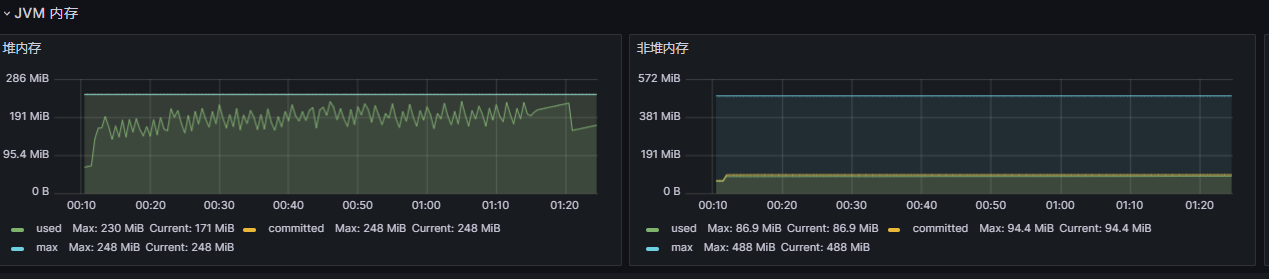 JVM 内存
堆内存
286 MiB
191 MiB
95.4 MiB
0 B
00:10 00:20 00:30 00:40 00:50 01:00 01:10 01:20
used Max: 230 MiB Current: 171 MiB committed Max: 248 MiB Current: 248 MiB
max Max: 248 MiB Current: 248 MiB
非堆内存
572 MiB
381 MiB
191 MiB
0 B
00:10 00:20 00:30 00:40 00:50 01:00 01:10 01:20
used Max: 86.9 MiB Current: 86.9 MiB committed Max: 94.4 MiB Current: 94.4 MiB
max Max: 488 MiB Current: 488 MiB